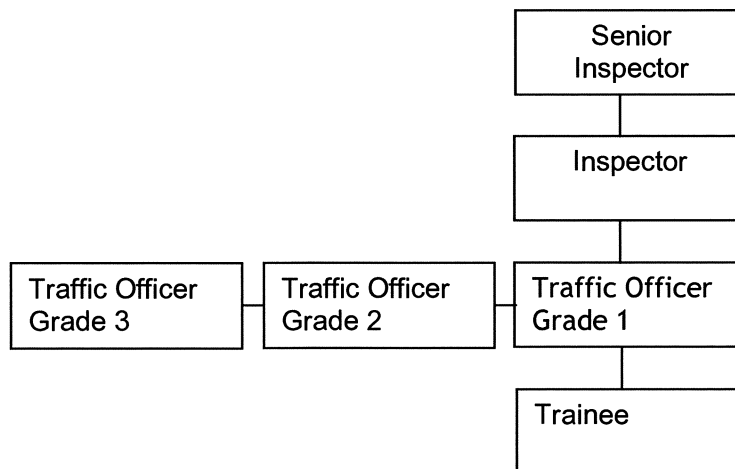 Senior
Inspector
Inspector
Traffic Officer
Grade 3
Traffic Officer
Grade 2
Traffic Officer
Grade 1
Trainee